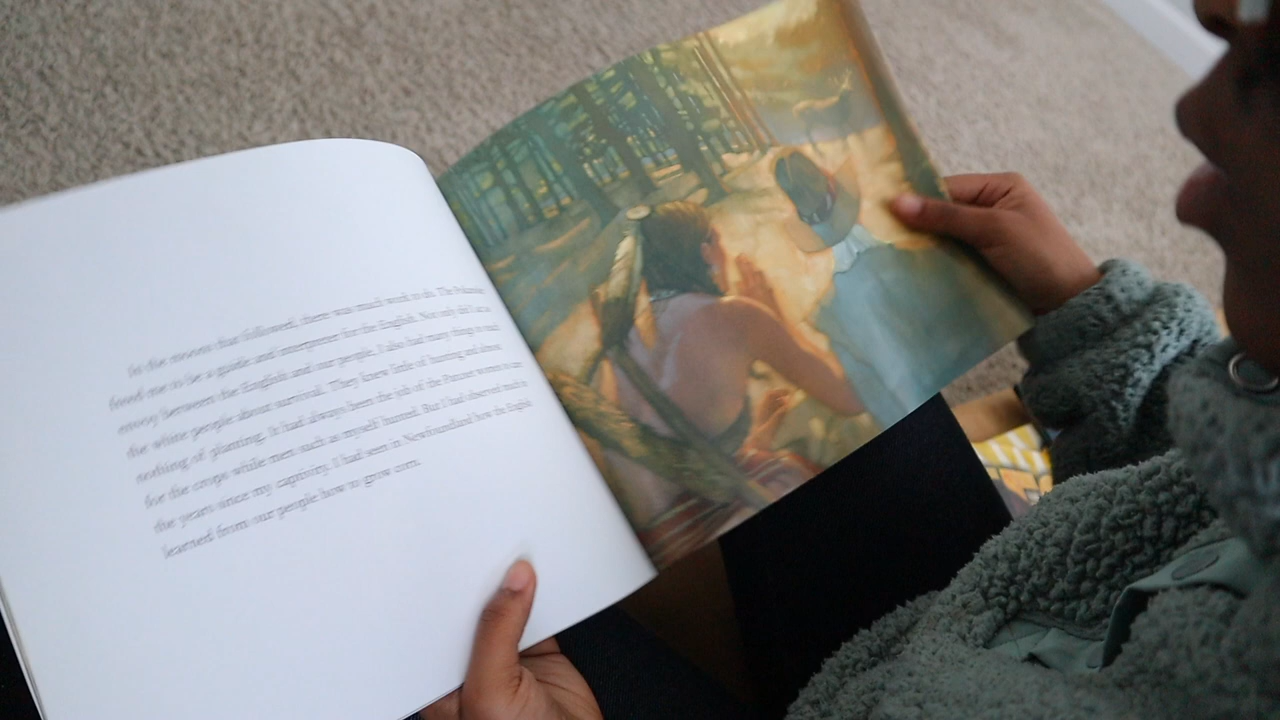 In the moons that followed, there was much work to do. The Pokanoket
freed me to be a guide and interpreter for the English. Not only did I act as
envoy between the English and our people, I also had many things to teach
the white people about survival. They knew little of hunting and almost
nothing of planting. It had always been the job of the Patuxet women to care
for the crops while men such as myself hunted. But I had observed much in
the years since my captivity. I had seen in Newfoundland how the English
learned from our people how to grow corn.